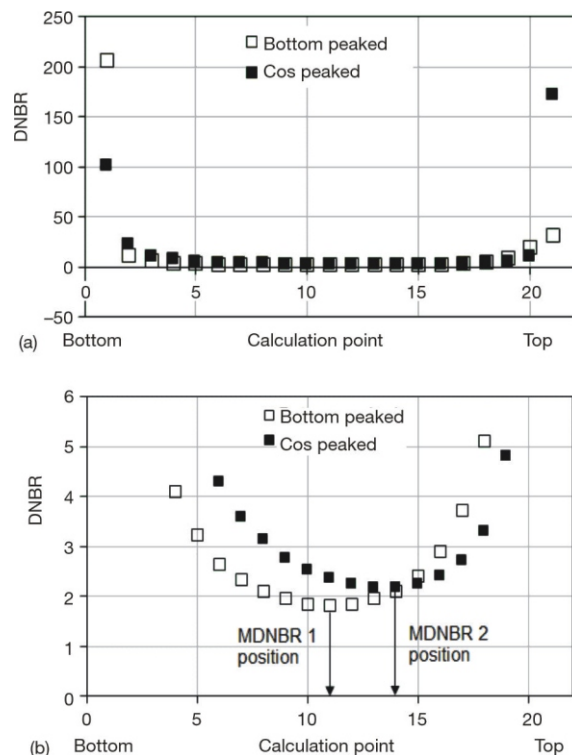 250
200
150
100
50
0
−50
DNBR
Bottom peaked
Cos peaked
0 5 10 15 20
(a) Bottom Calculation point Top
6
5
4
3
2
1
0
DNBR
Bottom peaked
Cos peaked
MDNBR 1
position
MDNBR 2
position
0 5 10 15 20
(b) Bottom Calculation point Top